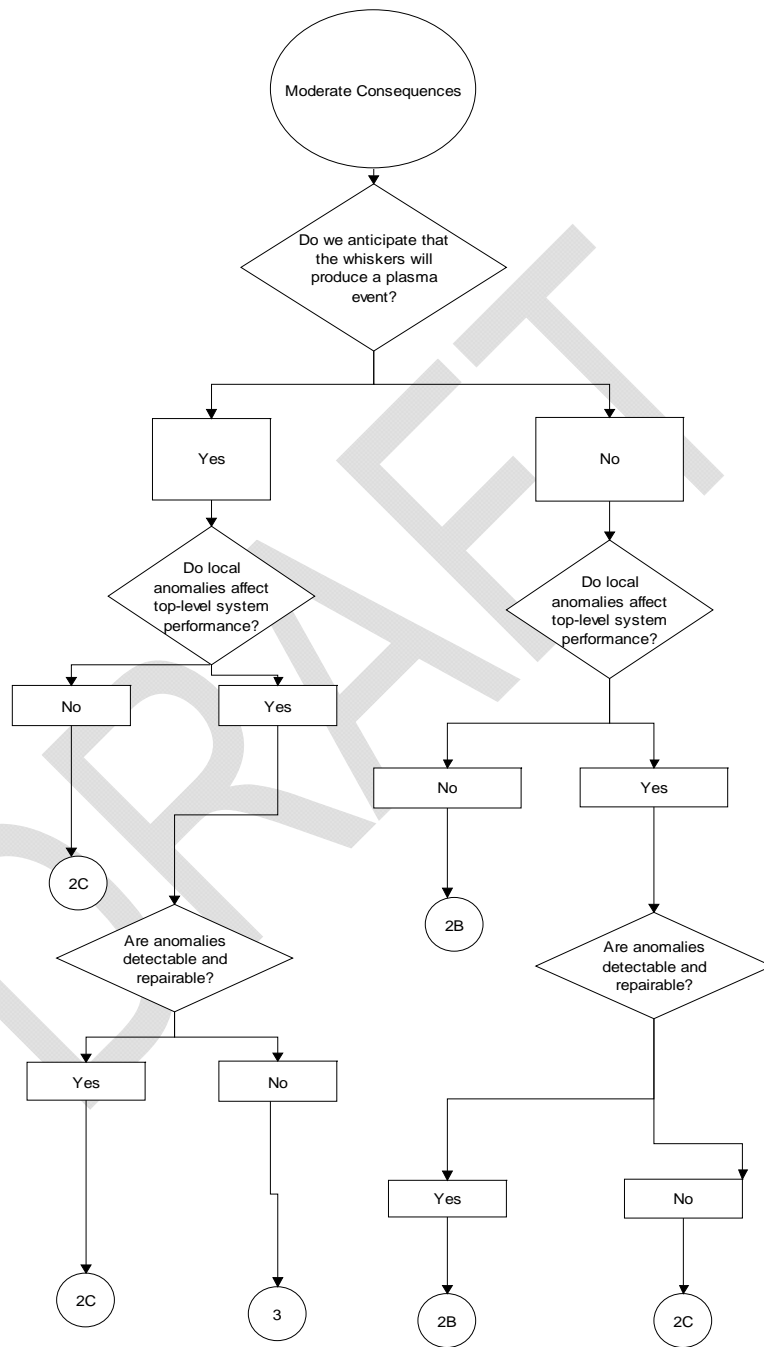 Moderate Consequences
Do we anticipate that
the whiskers will
produce a plasma
event?
Yes
No
Do local
anomalies affect
top-level system
performance?
Do local
anomalies affect
top-level system
performance?
No
Yes
No
Yes
2C
2B
Are anomalies
detectable and
repairable?
Are anomalies
detectable and
repairable?
Yes
No
Yes
No
2C
3
2B
2C
DRAFT